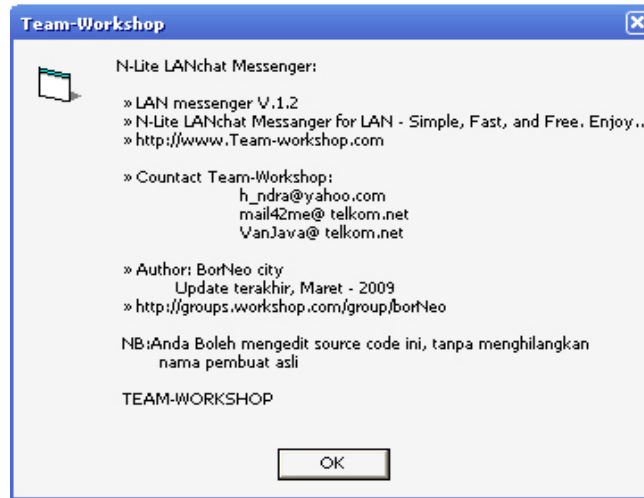 Team-Workshop
N-Lite LANchat Messenger:
» LAN messenger V.1.2
» N-Lite LANchat Messanger for LAN - Simple, Fast, and Free. Enjoy..
» http://www.Team-workshop.com
» Countact Team-Workshop:
h_ndra@yahoo.com
mail42me@ telkom.net
VanJava@ telkom.net
» Author: BorNeo city
Update terakhir, Maret - 2009
» http://groups.workshop.com/group/borNeo
NB:Anda Boleh mengedit source code ini, tanpa menghilangkan
nama pembuat asli
TEAM-WORKSHOP
OK